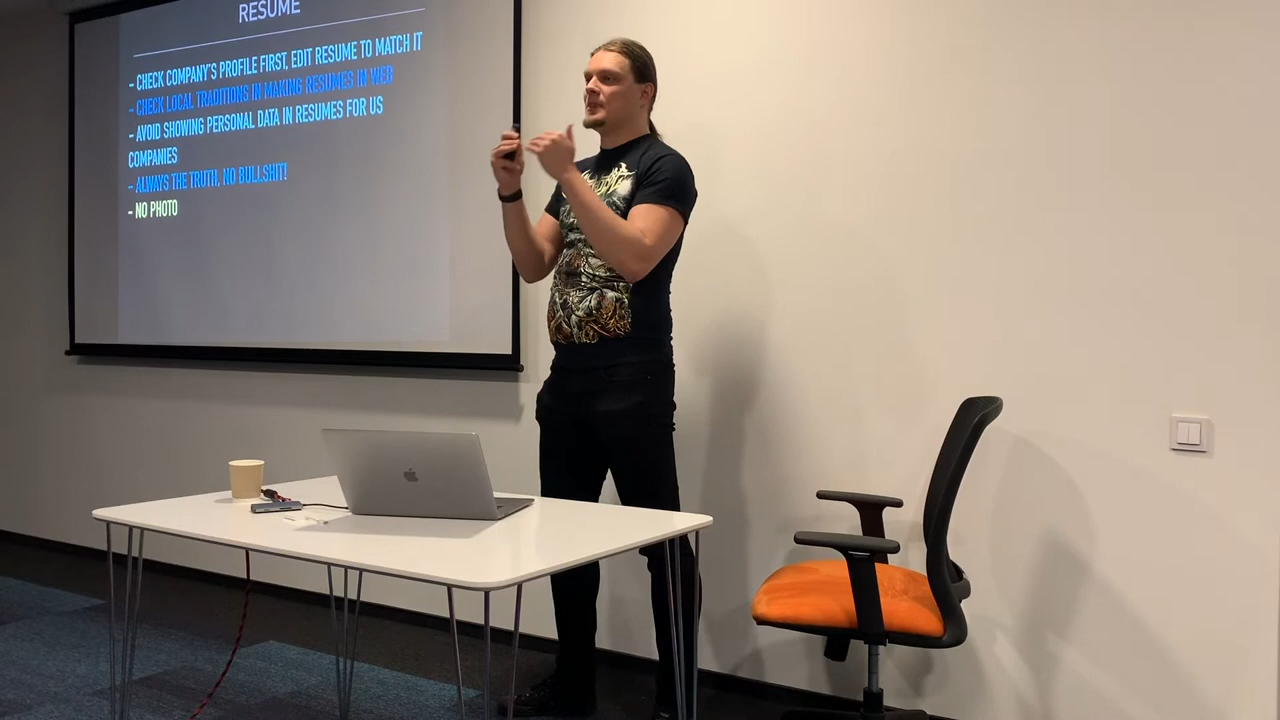 RESUME
– CHECK COMPANY'S PROFILE FIRST, EDIT RESUME TO MATCH IT
– CHECK LOCAL TRADITIONS IN MAKING RESUMES IN WEB
– AVOID SHOWING PERSONAL DATA IN RESUMES FOR US
COMPANIES
– ALWAYS THE TRUTH, NO BULLSHIT!
– NO PHOTO